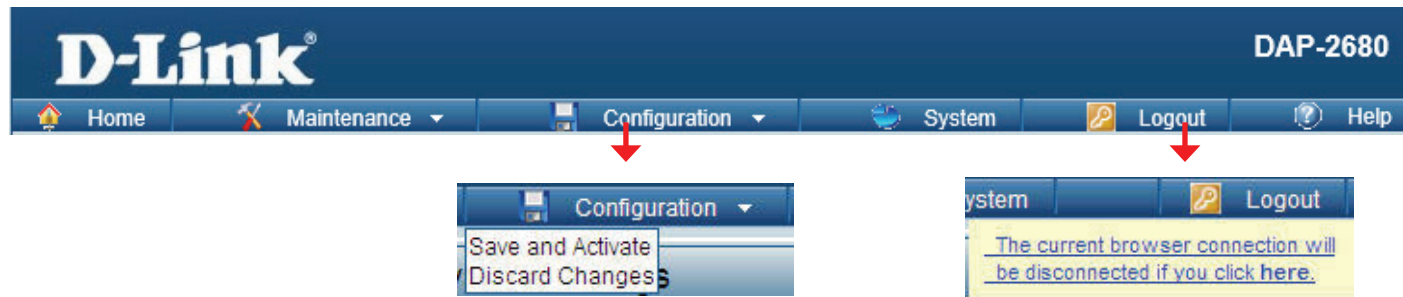 D-Link®
DAP-2680
Home Maintenance Configuration System Logout Help
Configuration
Save and Activate
Discard Changes
ystem Logout
The current browser connection will
be disconnected if you click here.